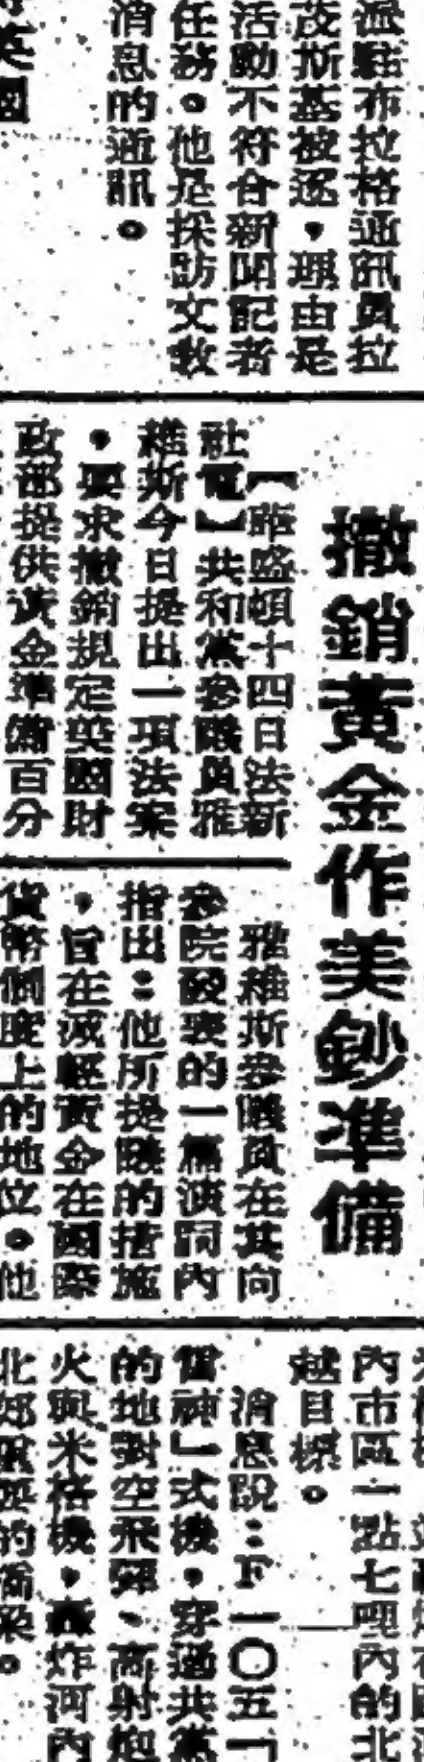 派駐布拉格通訊員拉
茂斯基被逐，理由是
活動不符合新聞記者
任務。他是採訪文教
消息的通訊。
英國
撤銷黃金作美鈔準備
【華盛頓十四日法新
社電】共和黨參議員雅
維斯今日提出一項法案
，要求撤銷規定美國財
政部提供黃金準備百分
雅維斯參議員在其向
參院發表的一篇演詞內
指出：他所提議的措施
，旨在減輕黃金在國際
貨幣制度上的地位。他
內市區一點七哩內的北
越目標。
消息說：F一〇五「
雷神」式機，穿過共黨
的地對空飛彈、高射炮
火與米格機，轟炸河內
北郊重要的橋梁。